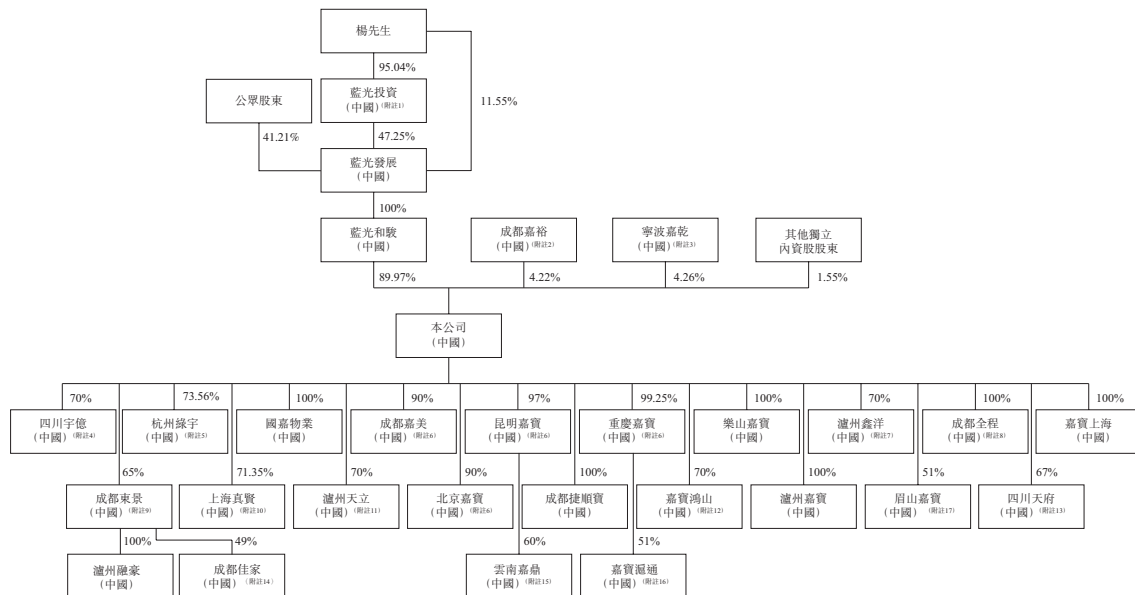 楊先生
95.04%
公眾股東
藍光投資
(中國)(附註1)
11.55%
41.21%
47.25%
藍光發展
(中國)
100%
藍光和駿
(中國)
成都嘉裕
(中國)(附註2)
寧波嘉乾
(中國)(附註3)
其他獨立
內資股股東
89.97%
4.22%
4.26%
1.55%
本公司
(中國)
70%
73.56%
100%
90%
97%
99.25%
100%
70%
100%
100%
四川宇億
(中國)(附註4)
杭州綠宇
(中國)(附註5)
國嘉物業
(中國)
成都嘉美
(中國)(附註6)
昆明嘉寶
(中國)(附註6)
重慶嘉寶
(中國)(附註6)
樂山嘉寶
(中國)
瀘州鑫洋
(中國)(附註7)
成都全程
(中國)(附註8)
嘉寶上海
(中國)
65%
71.35%
70%
90%
100%
70%
100%
51%
67%
成都東景
(中國)(附註9)
上海真賢
(中國)(附註10)
瀘州天立
(中國)(附註11)
北京嘉寶
(中國)(附註6)
成都捷順寶
(中國)
嘉寶鴻山
(中國)(附註12)
瀘州嘉寶
(中國)
眉山嘉寶
(中國)(附註17)
四川天府
(中國)(附註13)
100%
49%
60%
51%
瀘州融豪
(中國)
成都佳家
(中國)(附註14)
雲南嘉鼎
(中國)(附註15)
嘉寶滬通
(中國)(附註16)